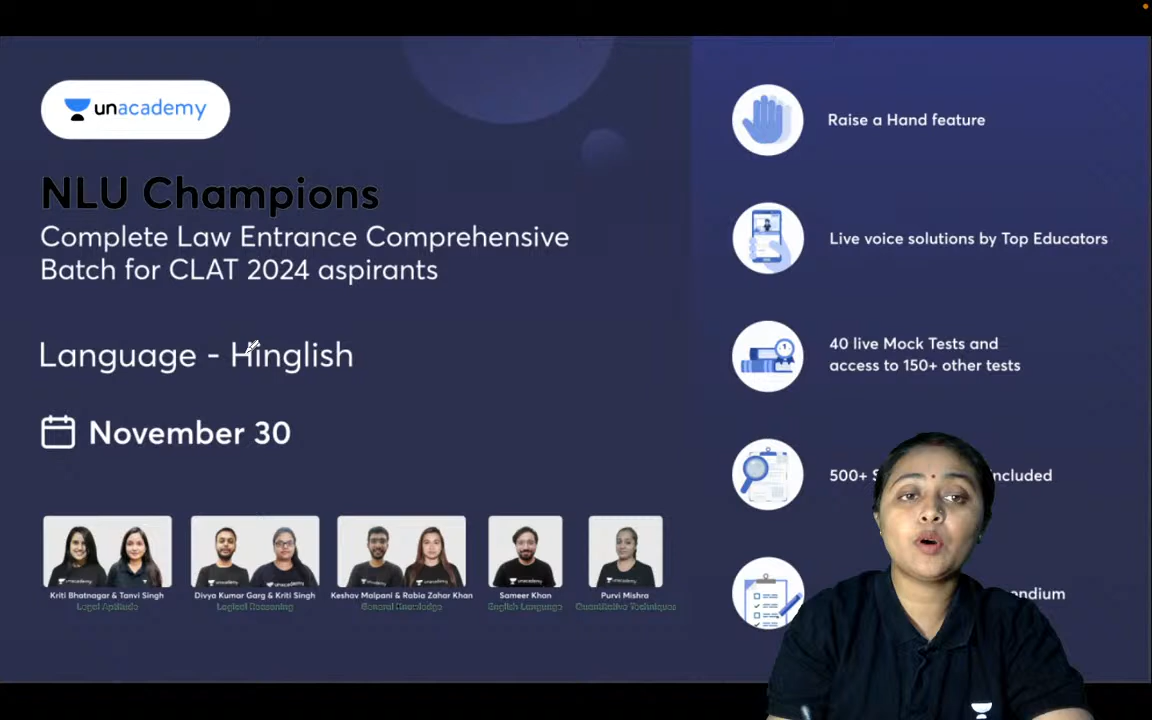 unacademy
NLU Champions
Complete Law Entrance Comprehensive
Batch for CLAT 2024 aspirants
Language - Hinglish
November 30
Kriti Bhatnagar & Tanvi Singh
Legal Aptitude
Divya Kumar Garg & Kriti Singh
Logical Reasoning
Keshav Malpani & Rabia Zahar Khan
General Knowledge
Sameer Khan
English Language
Purvi Mishra
Quantitative Techniques
Raise a Hand feature
Live voice solutions by Top Educators
40 live Mock Tests and
access to 150+ other tests
500+ included